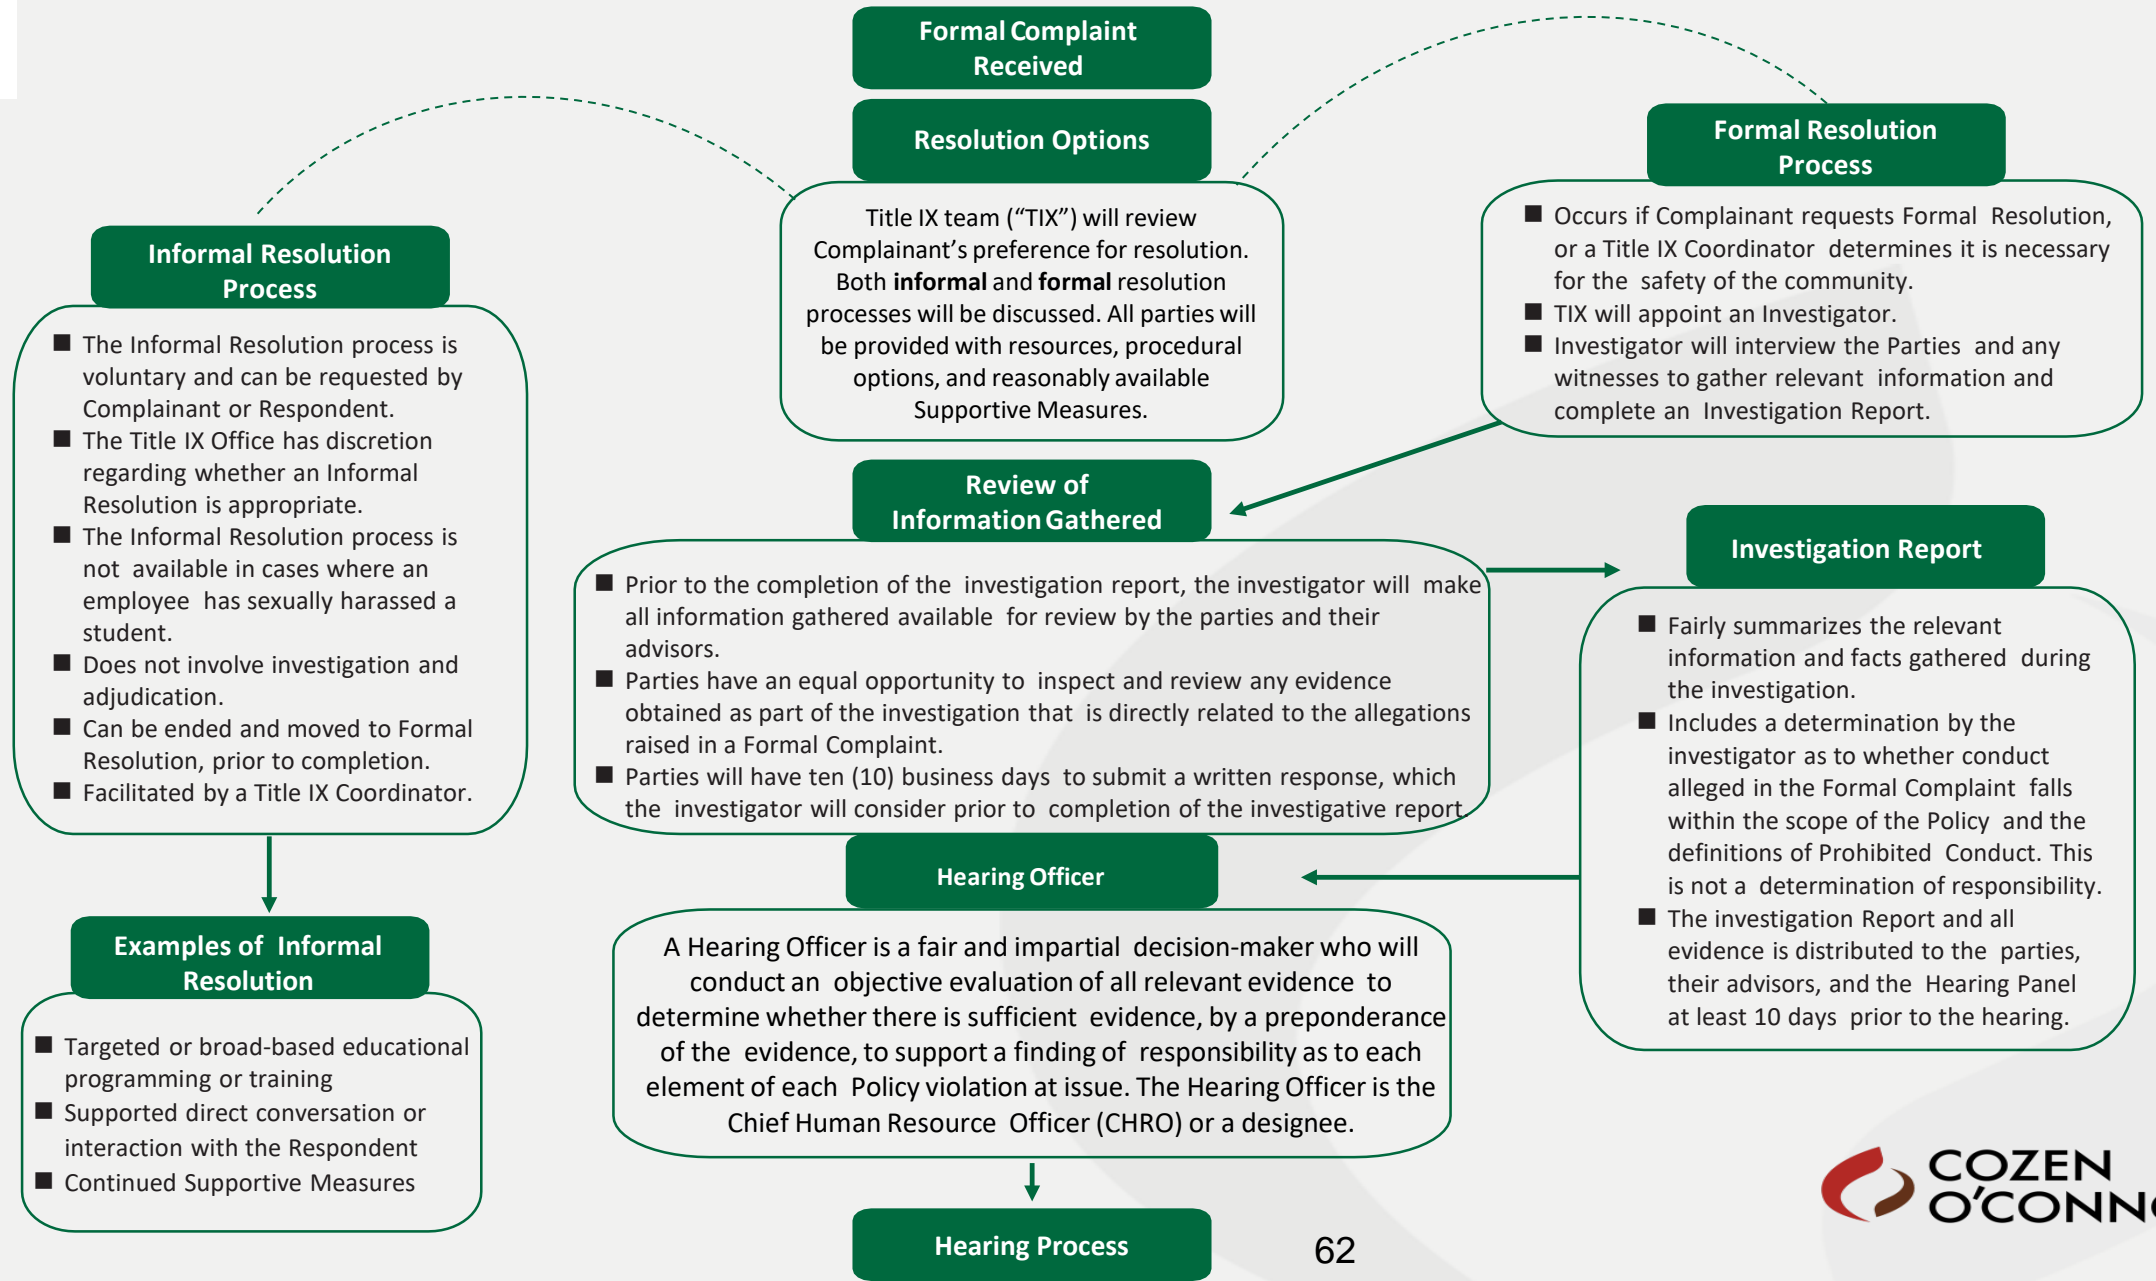 Formal Complaint
Received
Resolution Options
Title IX team (“TIX”) will review
Complainant’s preference for resolution.
Both informal and formal resolution
processes will be discussed. All parties will
be provided with resources, procedural
options, and reasonably available
Supportive Measures.
Informal Resolution
Process
■ The Informal Resolution process is
voluntary and can be requested by
Complainant or Respondent.
■ The Title IX Office has discretion
regarding whether an Informal
Resolution is appropriate.
■ The Informal Resolution process is
not available in cases where an
employee has sexually harassed a
student.
■ Does not involve investigation and
adjudication.
■ Can be ended and moved to Formal
Resolution, prior to completion.
■ Facilitated by a Title IX Coordinator.
Examples of Informal
Resolution
■ Targeted or broad-based educational
programming or training
■ Supported direct conversation or
interaction with the Respondent
■ Continued Supportive Measures
Formal Resolution
Process
■ Occurs if Complainant requests Formal Resolution,
or a Title IX Coordinator determines it is necessary
for the safety of the community.
■ TIX will appoint an Investigator.
■ Investigator will interview the Parties and any
witnesses to gather relevant information and
complete an Investigation Report.
Review of
Information Gathered
■ Prior to the completion of the investigation report, the investigator will make
all information gathered available for review by the parties and their
advisors.
■ Parties have an equal opportunity to inspect and review any evidence
obtained as part of the investigation that is directly related to the allegations
raised in a Formal Complaint.
■ Parties will have ten (10) business days to submit a written response, which
the investigator will consider prior to completion of the investigative report.
Investigation Report
■ Fairly summarizes the relevant
information and facts gathered during
the investigation.
■ Includes a determination by the
investigator as to whether conduct
alleged in the Formal Complaint falls
within the scope of the Policy and the
definitions of Prohibited Conduct. This
is not a determination of responsibility.
■ The investigation Report and all
evidence is distributed to the parties,
their advisors, and the Hearing Panel
at least 10 days prior to the hearing.
Hearing Officer
A Hearing Officer is a fair and impartial decision-maker who will
conduct an objective evaluation of all relevant evidence to
determine whether there is sufficient evidence, by a preponderance
of the evidence, to support a finding of responsibility as to each
element of each Policy violation at issue. The Hearing Officer is the
Chief Human Resource Officer (CHRO) or a designee.
Hearing Process
62
COZEN
O’CONN